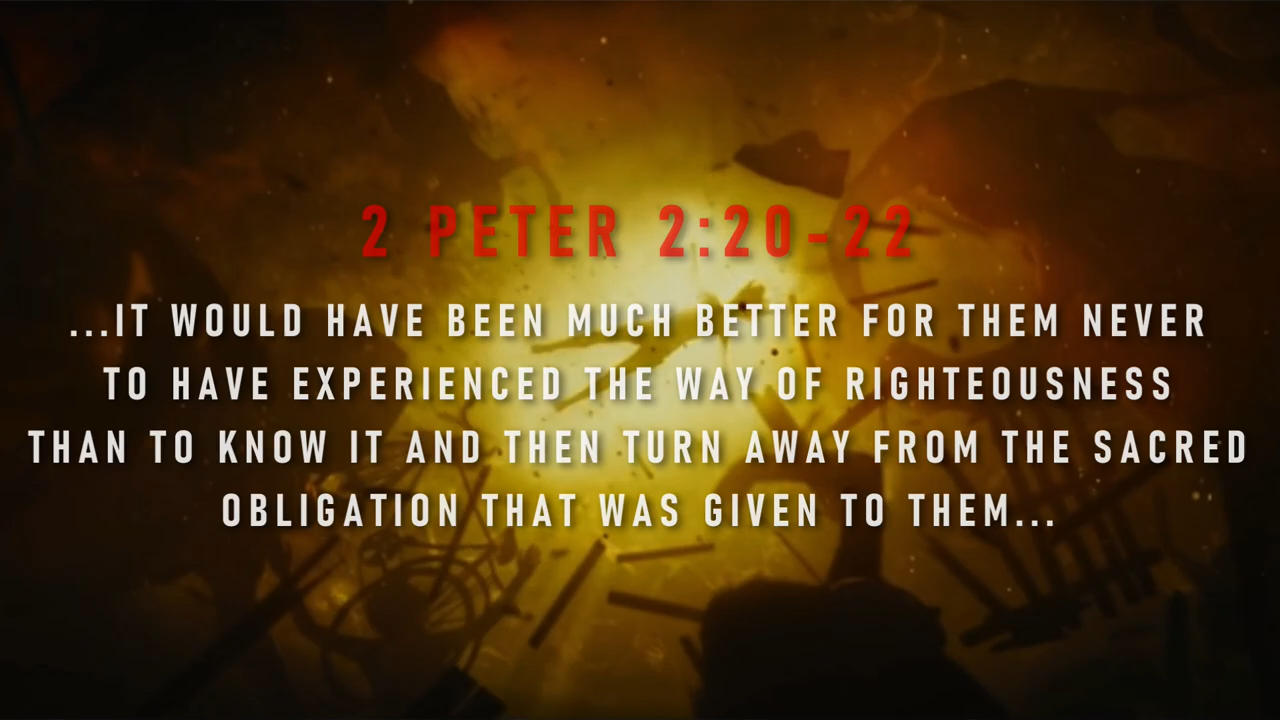 2 PETER 2:20-22
...IT WOULD HAVE BEEN MUCH BETTER FOR THEM NEVER
TO HAVE EXPERIENCED THE WAY OF RIGHTEOUSNESS
THAN TO KNOW IT AND THEN TURN AWAY FROM THE SACRED
OBLIGATION THAT WAS GIVEN TO THEM...